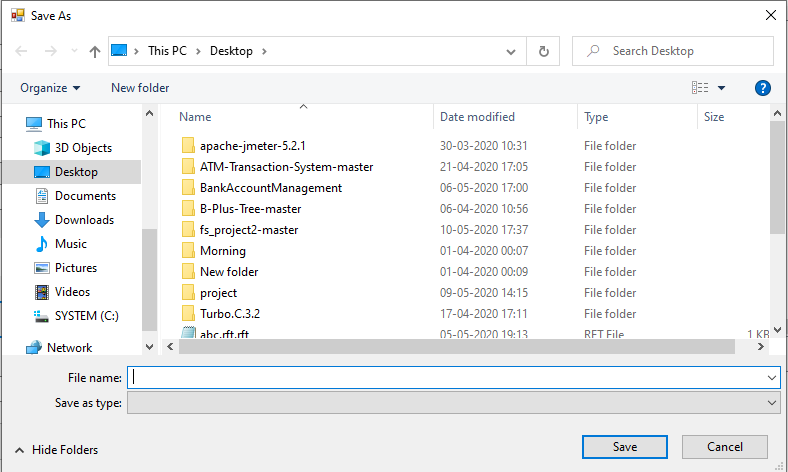 Save As
This PC > Desktop >
Search Desktop
Organize
New folder
Name Date modified Type Size
This PC
3D Objects
Desktop
Documents
Downloads
Music
Pictures
Videos
SYSTEM (C:)
Network
apache-jmeter-5.2.1 30-03-2020 10:31 File folder
ATM-Transaction-System-master 21-04-2020 17:05 File folder
BankAccountManagement 06-05-2020 17:00 File folder
B-Plus-Tree-master 06-04-2020 10:56 File folder
fs_project2-master 10-05-2020 17:37 File folder
Morning 01-04-2020 00:07 File folder
New folder 01-04-2020 00:09 File folder
project 09-05-2020 14:15 File folder
Turbo.C.3.2 17-04-2020 17:11 File folder
abc.rft.rft 05-05-2020 19:13 RFT File 1 KB
File name:
Save as type:
Hide Folders
Save
Cancel